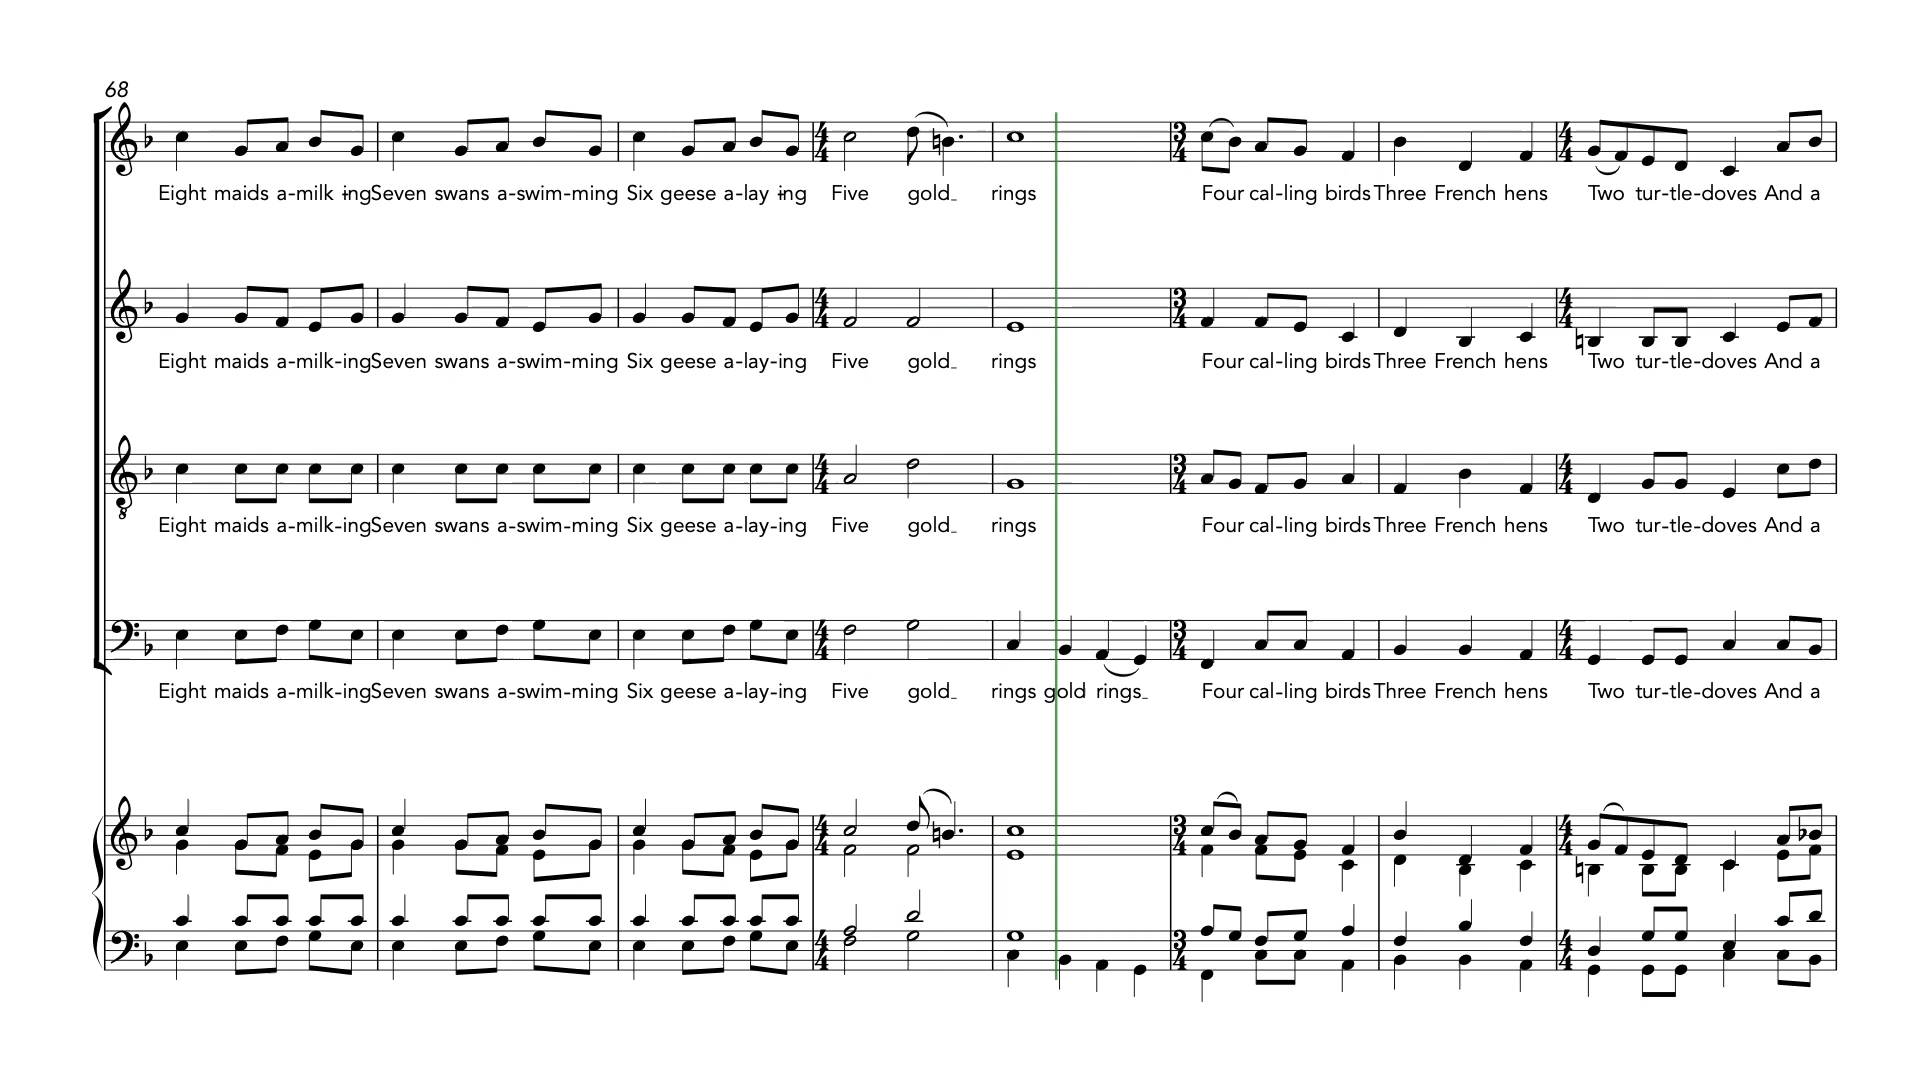 68
Eight maids a-milk-ing Seven swans a-swim-ming Six geese a-lay-ing Five gold_ rings Four cal-ling birds Three French hens Two tur-tle-doves And a
Eight maids a-milk-ing Seven swans a-swim-ming Six geese a-lay-ing Five gold_ rings Four cal-ling birds Three French hens Two tur-tle-doves And a
Eight maids a-milk-ing Seven swans a-swim-ming Six geese a-lay-ing Five gold_ rings Four cal-ling birds Three French hens Two tur-tle-doves And a
Eight maids a-milk-ing Seven swans a-swim-ming Six geese a-lay-ing Five gold_ rings gold rings_ Four cal-ling birds Three French hens Two tur-tle-doves And a